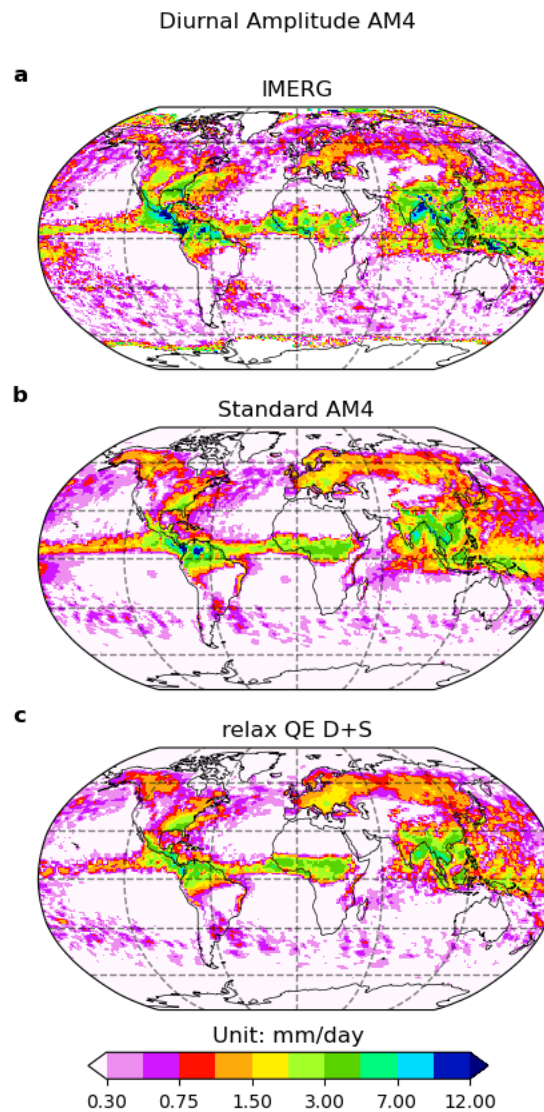 Diurnal Amplitude AM4
a
IMERG
b
Standard AM4
c
relax QE D+S
Unit: mm/day
0.30 0.75 1.50 3.00 7.00 12.00